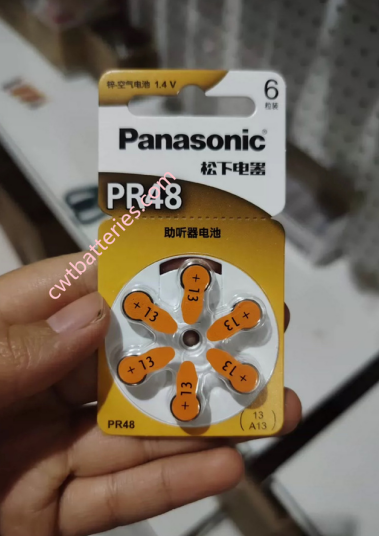 锌-空气电池 1.4 V
6
粒装
Panasonic
松下电器
PR48
cwtbatteries.com
助听器电池
+ 13
+ 13
+ 13
+ 13
+ 13
+ 13
PR48
13
A13